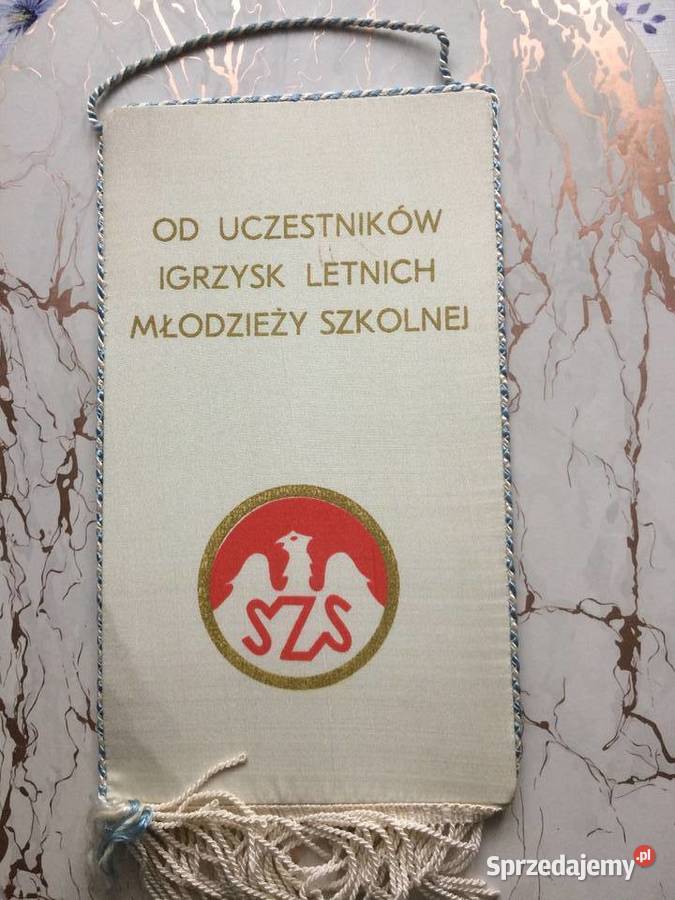 OD UCZESTNIKÓW
IGRZYSK LETNICH
MŁODZIEŻY SZKOLNEJ
SZS
Sprzedajemy.pl